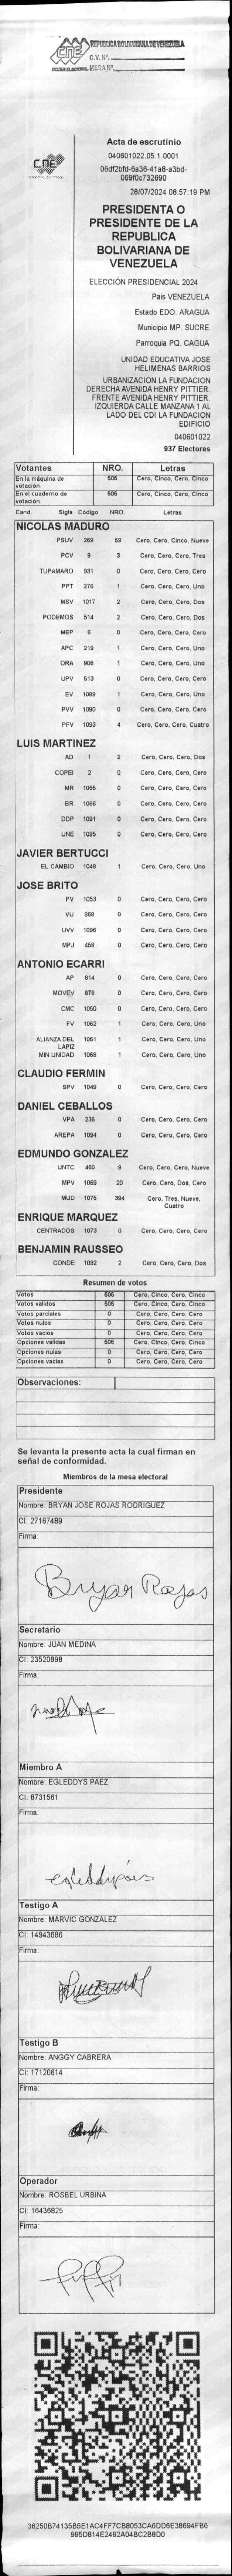 CNE
PODER ELECTORAL
REPUBLICA BOLIVARIANA DE VENEZUELA
C.V. Nº.
MESA Nº.
CNE
Acta de escrutinio
040601022.05.1.0001
06df2bfd-6a36-41a8-a3bd-
069f0c732690
28/07/2024 08:57:19 PM
PRESIDENTA O
PRESIDENTE DE LA
REPUBLICA
BOLIVARIANA DE
VENEZUELA
ELECCIÓN PRESIDENCIAL 2024
País VENEZUELA
Estado EDO. ARAGUA
Municipio MP. SUCRE
Parroquia PQ. CAGUA
UNIDAD EDUCATIVA JOSE
HELIMENAS BARRIOS
URBANIZACION LA FUNDACION
DERECHA AVENIDA HENRY PITTIER.
FRENTE AVENIDA HENRY PITTIER.
IZQUIERDA CALLE MANZANA 1 AL
LADO DEL CDI LA FUNDACION
EDIFICIO
040601022
937 Electores
Votantes NRO. Letras
En la máquina de votación 505 Cero, Cinco, Cero, Cinco
En el cuaderno de votación 505 Cero, Cinco, Cero, Cinco
Cand. Sigla Código NRO. Letras
NICOLAS MADURO
PSUV 269 59 Cero, Cero, Cinco, Nueve
PCV 9 3 Cero, Cero, Cero, Tres
TUPAMARO 931 0 Cero, Cero, Cero, Cero
PPT 276 1 Cero, Cero, Cero, Uno
MSV 1017 2 Cero, Cero, Cero, Dos
PODEMOS 514 2 Cero, Cero, Cero, Dos
MEP 6 0 Cero, Cero, Cero, Cero
APC 219 1 Cero, Cero, Cero, Uno
ORA 906 1 Cero, Cero, Cero, Uno
UPV 513 0 Cero, Cero, Cero, Cero
EV 1089 1 Cero, Cero, Cero, Uno
PVV 1090 0 Cero, Cero, Cero, Cero
PFV 1093 4 Cero, Cero, Cero, Cuatro
LUIS MARTINEZ
AD 1 2 Cero, Cero, Cero, Dos
COPEI 2 0 Cero, Cero, Cero, Cero
MR 1065 0 Cero, Cero, Cero, Cero
BR 1066 0 Cero, Cero, Cero, Cero
DDP 1091 0 Cero, Cero, Cero, Cero
UNE 1095 0 Cero, Cero, Cero, Cero
JAVIER BERTUCCI
EL CAMBIO 1048 1 Cero, Cero, Cero, Uno
JOSE BRITO
PV 1053 0 Cero, Cero, Cero, Cero
VU 868 0 Cero, Cero, Cero, Cero
UVV 1096 0 Cero, Cero, Cero, Cero
MPJ 458 0 Cero, Cero, Cero, Cero
ANTONIO ECARRI
AP 814 0 Cero, Cero, Cero, Cero
MOVEV 878 0 Cero, Cero, Cero, Cero
CMC 1050 0 Cero, Cero, Cero, Cero
FV 1062 1 Cero, Cero, Cero, Uno
ALIANZA DEL LAPIZ 1051 1 Cero, Cero, Cero, Uno
MIN UNIDAD 1068 1 Cero, Cero, Cero, Uno
CLAUDIO FERMIN
SPV 1049 0 Cero, Cero, Cero, Cero
DANIEL CEBALLOS
VPA 236 0 Cero, Cero, Cero, Cero
AREPA 1094 0 Cero, Cero, Cero, Cero
EDMUNDO GONZALEZ
UNTC 460 9 Cero, Cero, Cero, Nueve
MPV 1069 20 Cero, Cero, Dos, Cero
MUD 1075 394 Cero, Tres, Nueve, Cuatro
ENRIQUE MARQUEZ
CENTRADOS 1073 0 Cero, Cero, Cero, Cero
BENJAMIN RAUSSEO
CONDE 1092 2 Cero, Cero, Cero, Dos
Resumen de votos
Votos 505 Cero, Cinco, Cero, Cinco
Votos validos 505 Cero, Cinco, Cero, Cinco
Votos parciales 0 Cero, Cero, Cero, Cero
Votos nulos 0 Cero, Cero, Cero, Cero
Votos vacios 0 Cero, Cero, Cero, Cero
Opciones validas 505 Cero, Cinco, Cero, Cinco
Opciones nulas 0 Cero, Cero, Cero, Cero
Opciones vacias 0 Cero, Cero, Cero, Cero
Observaciones:
Se levanta la presente acta la cual firman en
señal de conformidad.
Miembros de la mesa electoral
Presidente
Nombre: BRYAN JOSE ROJAS RODRIGUEZ
CI: 27167489
Firma:
Bryan Rojas
Secretario
Nombre: JUAN MEDINA
CI: 23520898
Firma:
Miembro A
Nombre: EGLEDDYS PAEZ
CI: 8731561
Firma:
egleddypáes
Testigo A
Nombre: MARVIC GONZALEZ
CI: 14943686
Firma:
Testigo B
Nombre: ANGGY CABRERA
CI: 17120614
Firma:
Operador
Nombre: ROSBEL URBINA
CI: 16436825
Firma:
36250B74135B5E1AC4FF7CB8053CA6DD6E38694FB6
995D814E2492A04BC2B8D0